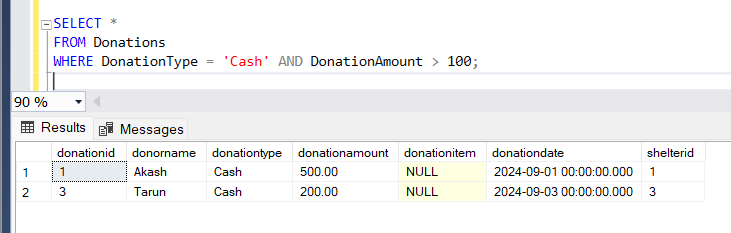 SELECT *
FROM Donations
WHERE DonationType = 'Cash' AND DonationAmount > 100;
90 %
Results Messages
donationid donorname donationtype donationamount donationitem donationdate shelterid
1 1 Akash Cash 500.00 NULL 2024-09-01 00:00:00.000 1
2 3 Tarun Cash 200.00 NULL 2024-09-03 00:00:00.000 3